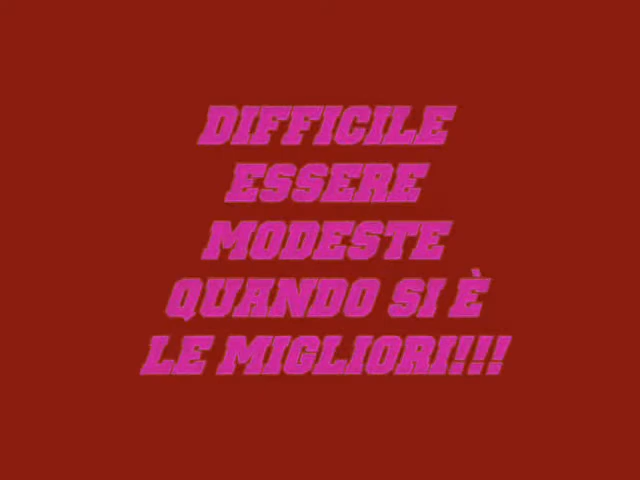 DIFFICILE
ESSERE
MODESTE
QUANDO SI È
LE MIGLIORI!!!